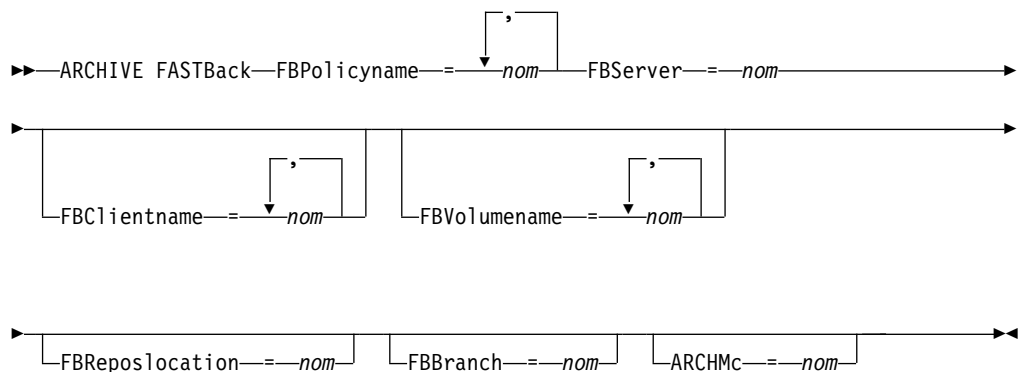 ,
ARCHIVE FASTBack FBPolicyname = nom FBServer = nom
, ,
FBClientname = nom FBVolumename = nom
FBReposlocation = nom FBBranch = nom ARCHMc = nom